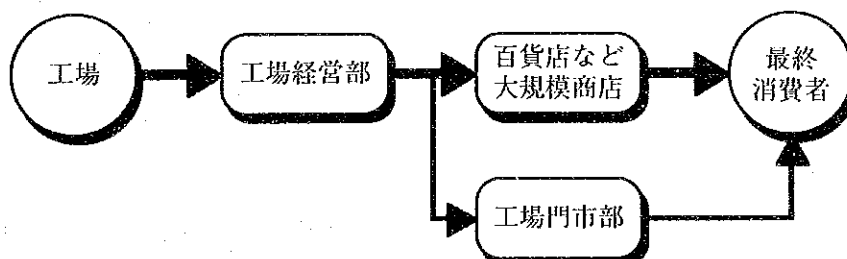 工場
工場経営部
百貨店など
大規模商店
最終
消費者
工場門市部